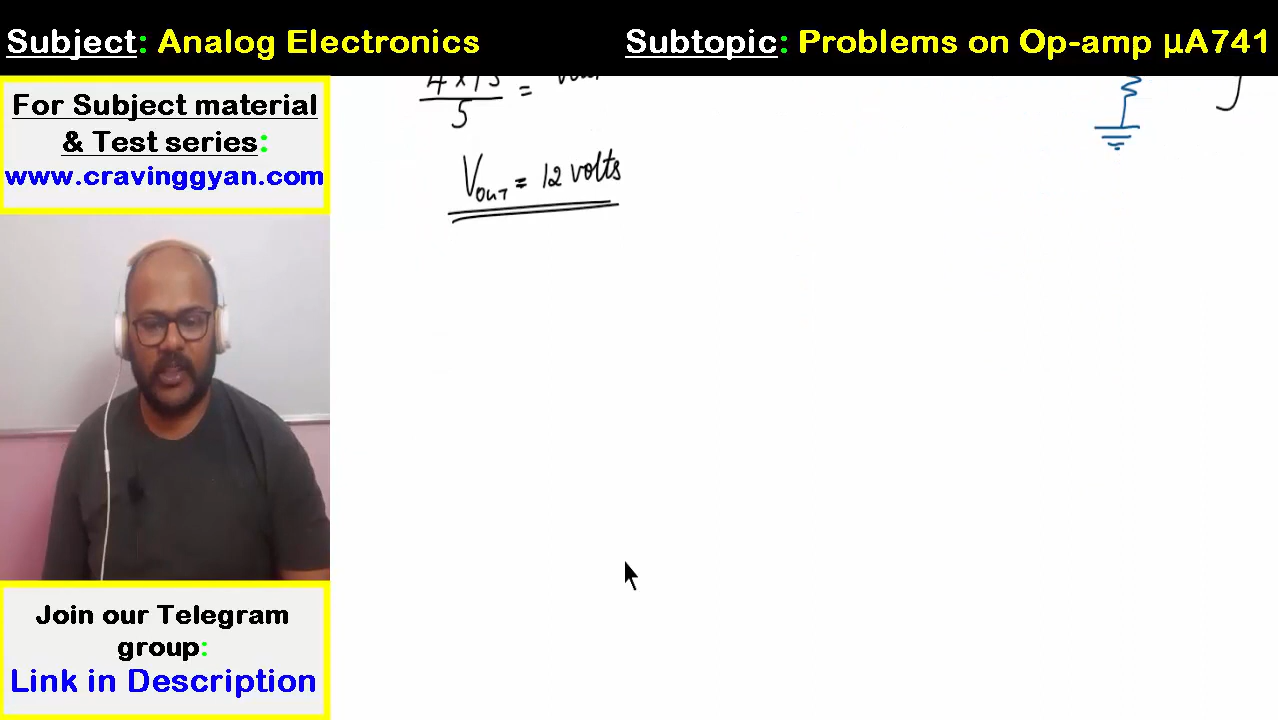 Subject: Analog Electronics
Subtopic: Problems on Op-amp µA741
For Subject material
& Test series:
www.cravinggyan.com
5 =
V_OUT = 12 volts
Join our Telegram
group:
Link in Description